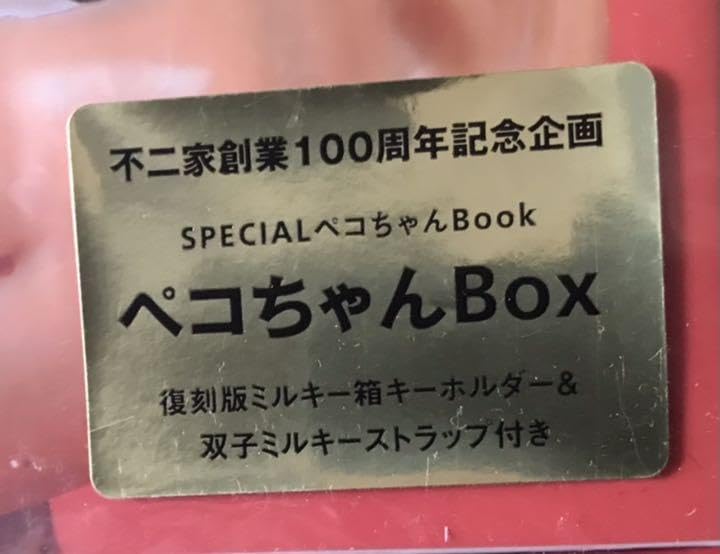 不二家創業100周年記念企画
SPECIALペコちゃんBook
ペコちゃんBox
復刻版ミルキー箱キーホルダー&
双子ミルキーストラップ付き